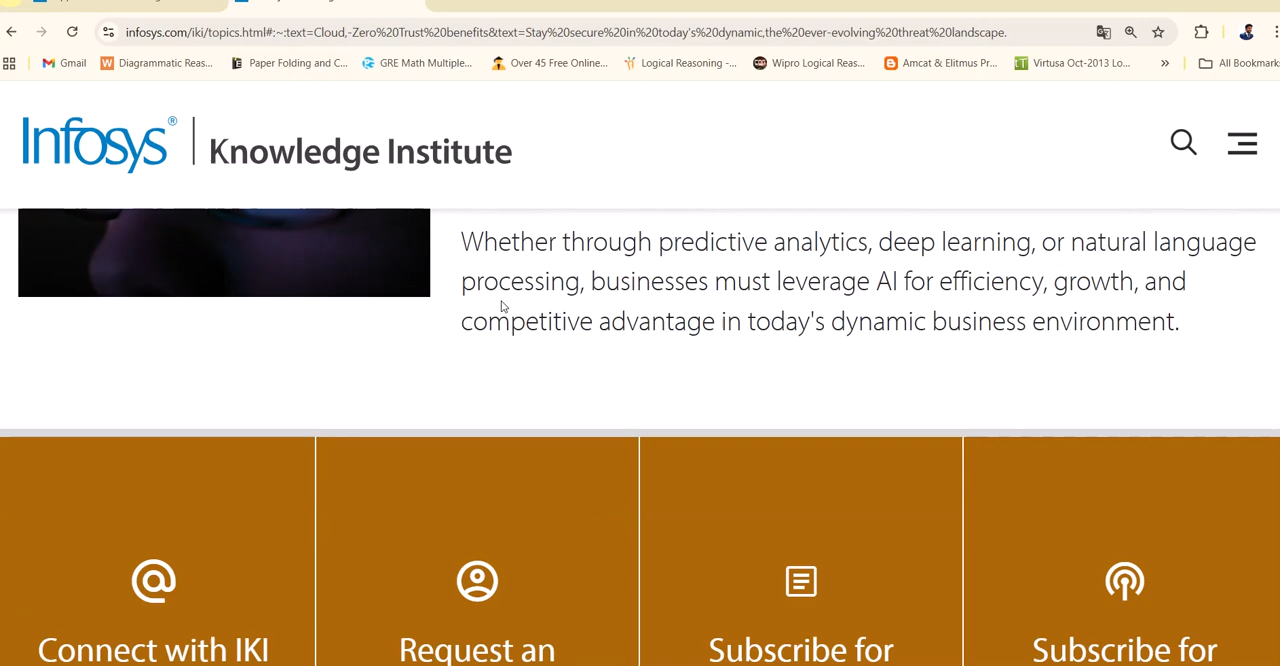 infosys.com/iki/topics.html#:~:text=Cloud,-Zero%20Trust%20benefits&text=Stay%20secure%20in%20today's%20dynamic,the%20ever-evolving%20threat%20landscape.
Gmail
Diagrammatic Reas...
Paper Folding and C...
GRE Math Multiple...
Over 45 Free Online...
Logical Reasoning -...
Wipro Logical Reas...
Amcat & Elitmus Pr...
Virtusa Oct-2013 Lo...
»
All Bookmark
Infosys®
Knowledge Institute
Whether through predictive analytics, deep learning, or natural language
processing, businesses must leverage AI for efficiency, growth, and
competitive advantage in today's dynamic business environment.
Connect with IKI
Request an
Subscribe for
Subscribe for